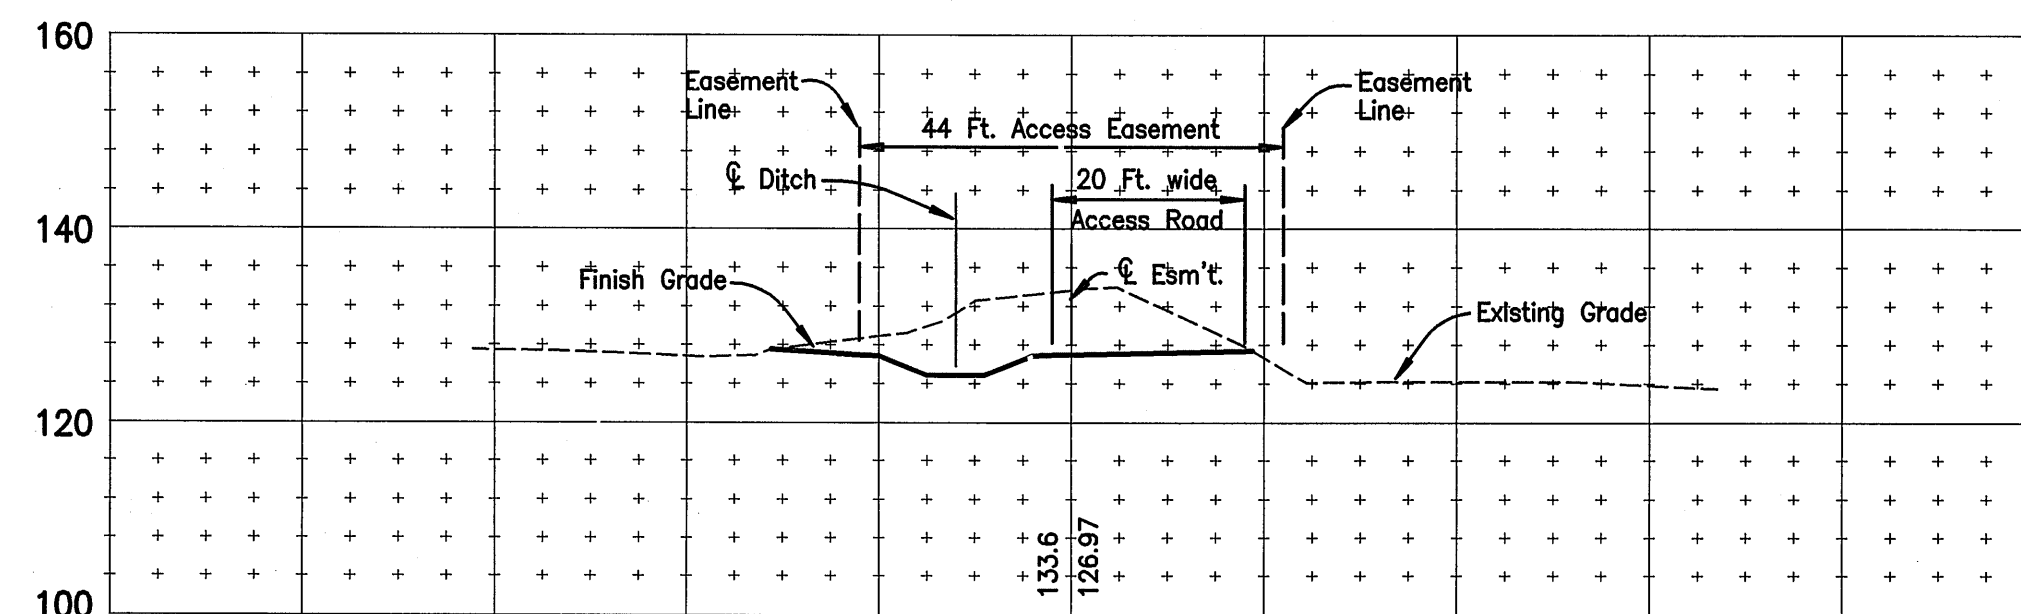 160
Easement
Line
Easement
Line
44 Ft. Access Easement
℄ Ditch
20 Ft. wide
Access Road
140
Finish Grade
℄ Esm't.
Existing Grade
120
133.6
126.97
100